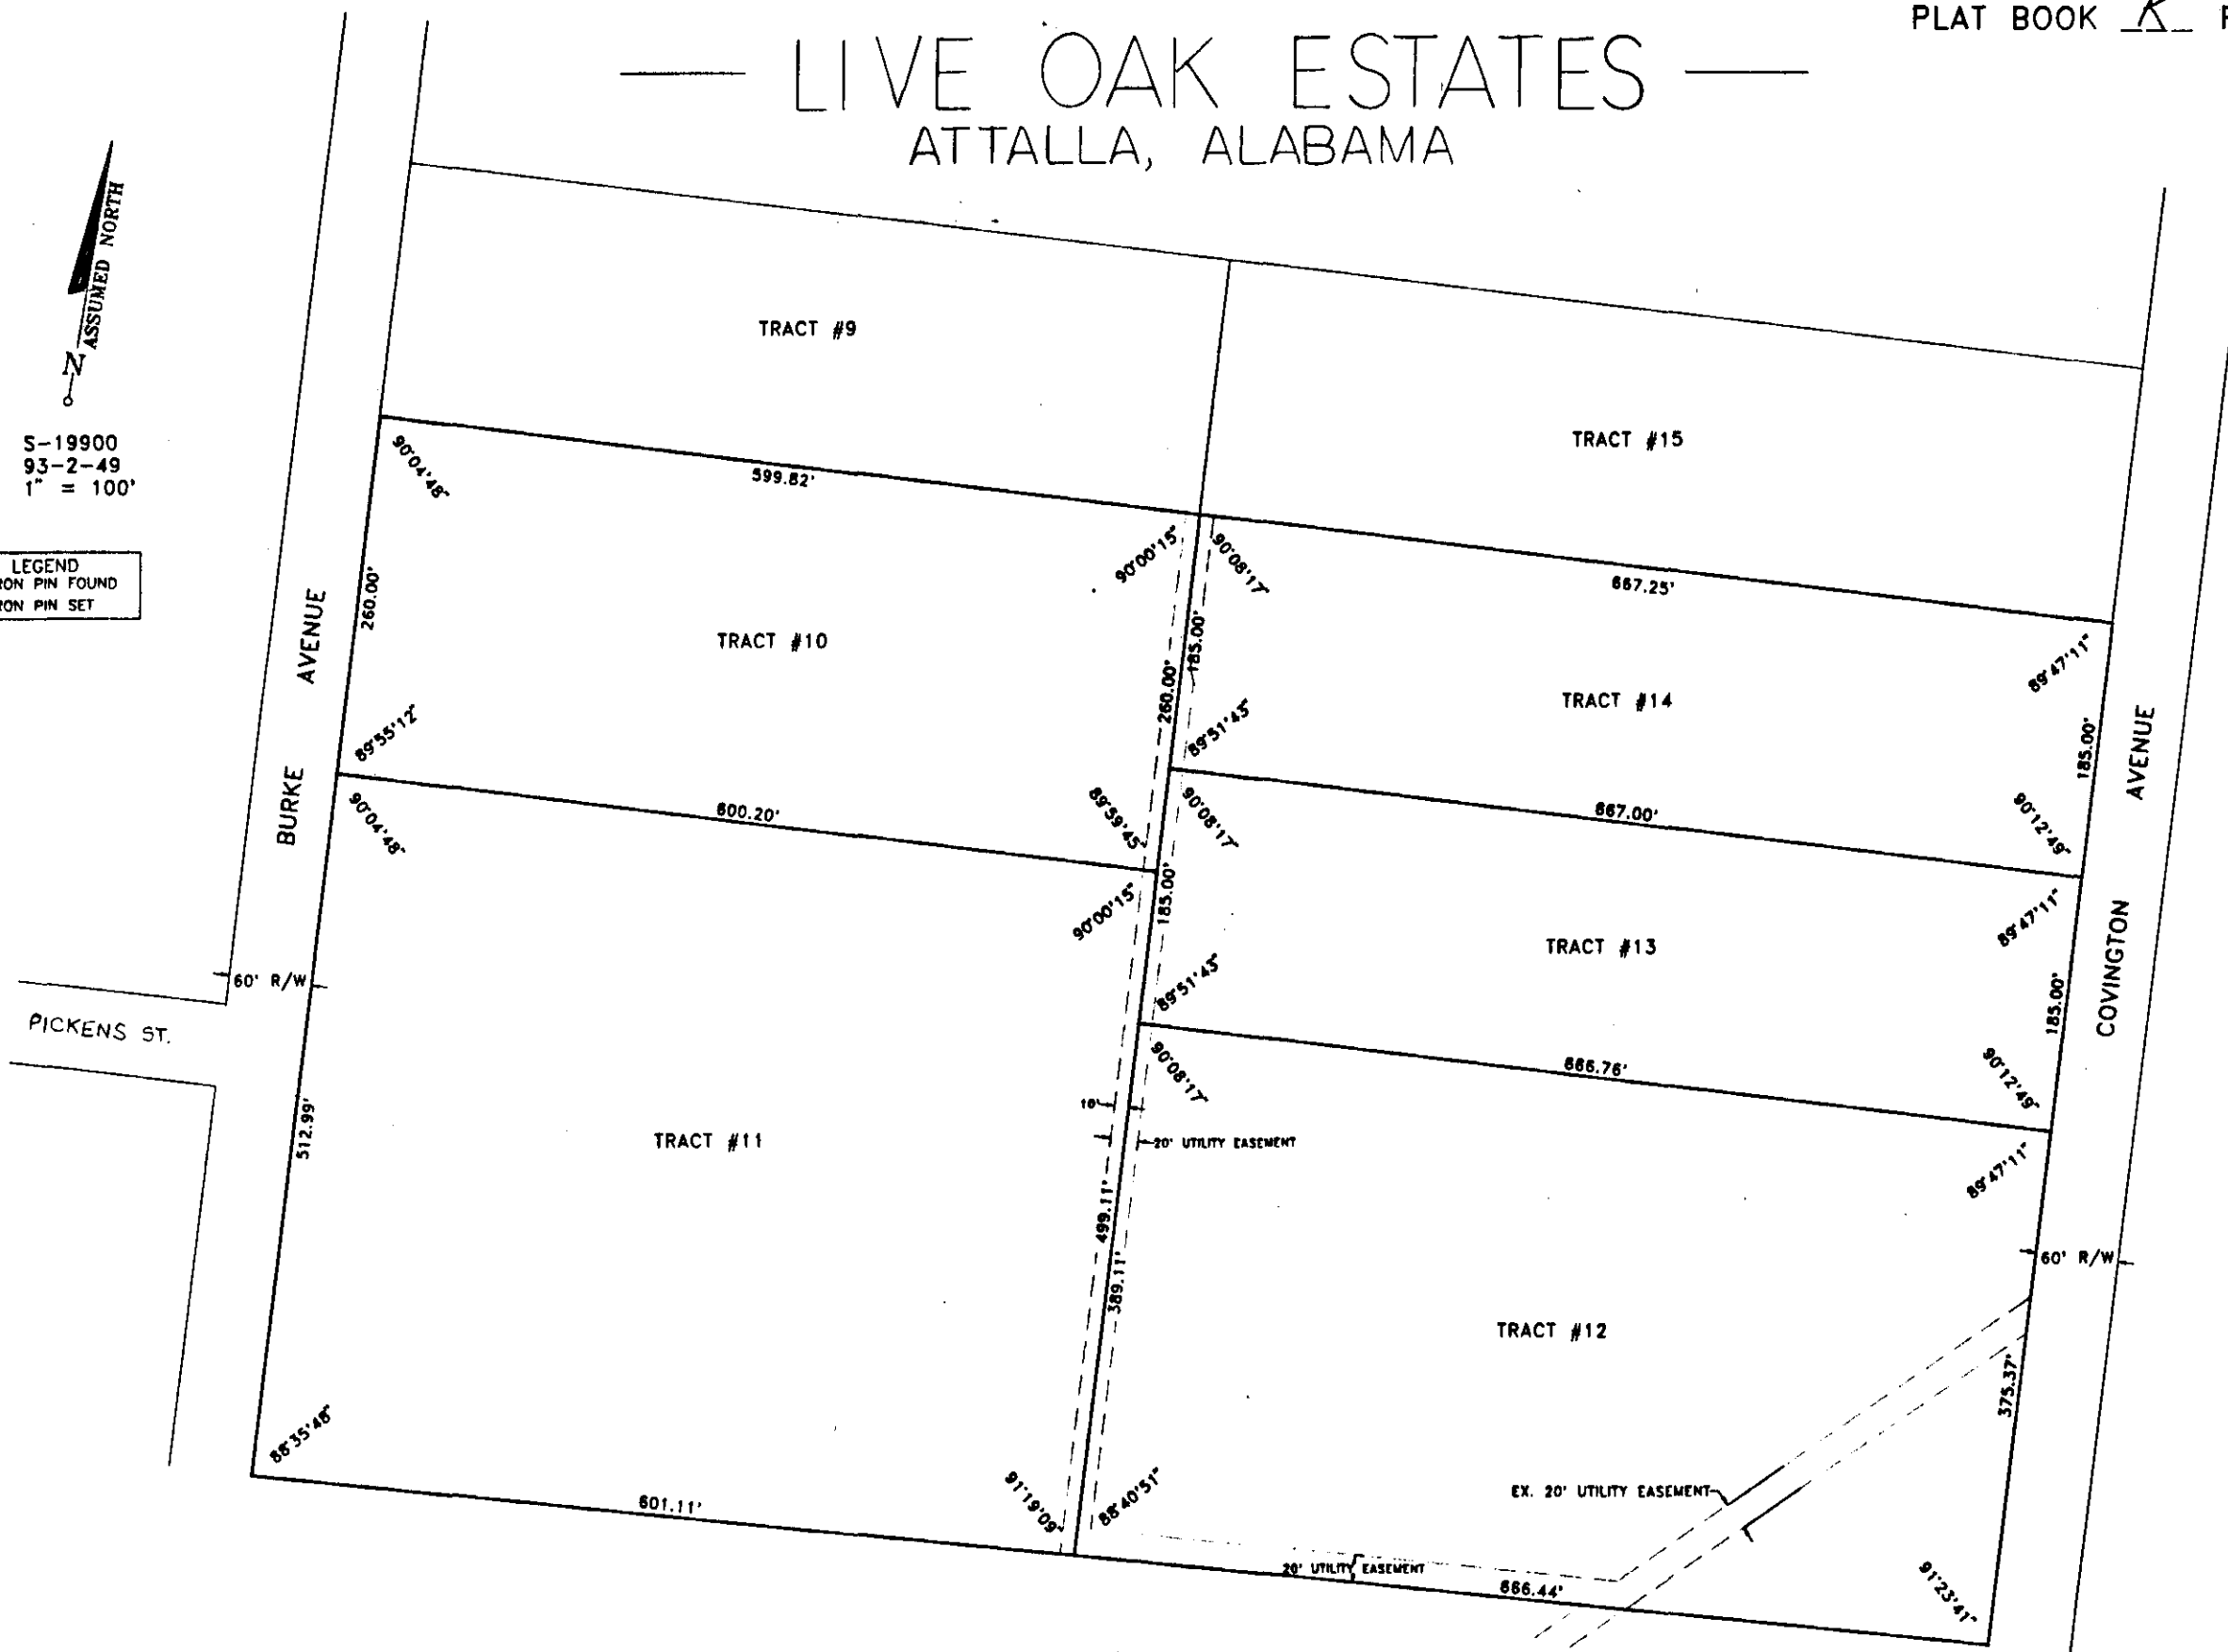 PLAT BOOK K
LIVE OAK ESTATES
ATTALLA, ALABAMA
ASSUMED NORTH
N
S-19900
93-2-49
1" = 100'
LEGEND
RON PIN FOUND
RON PIN SET
TRACT #9
TRACT #15
90°04'48"
599.82'
90°00'15"
90°08'17"
667.25'
260.00'
BURKE AVENUE
TRACT #10
185.00'
260.00'
TRACT #14
89°47'11"
185.00'
COVINGTON AVENUE
89°55'12"
89°51'43"
90°04'48"
600.20'
89°59'45"
90°08'17"
667.00'
90°12'49"
90°00'15"
185.00'
TRACT #13
89°47'11"
60' R/W
89°51'43"
185.00'
PICKENS ST.
90°08'17"
666.76'
90°12'49"
512.99'
TRACT #11
10'
20' UTILITY EASEMENT
89°47'11"
499.11'
389.11'
60' R/W
TRACT #12
375.37'
88°35'48"
601.11'
91°19'09"
88°40'51"
EX. 20' UTILITY EASEMENT
20' UTILITY EASEMENT
666.44'
91°23'41"